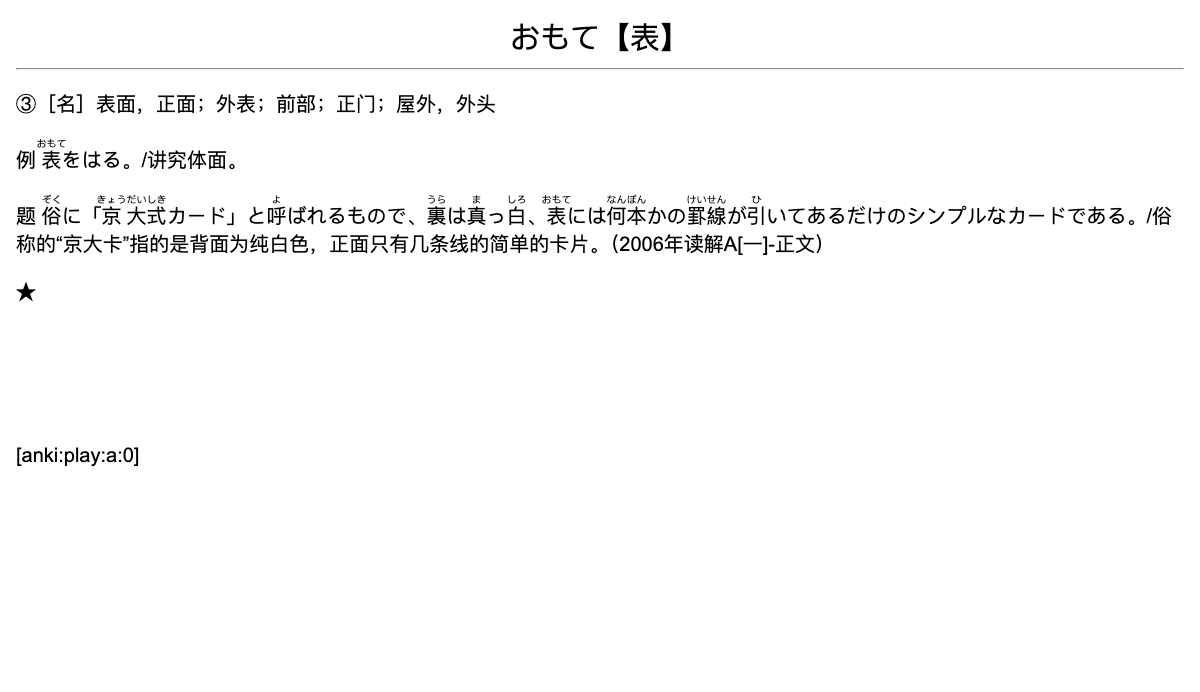 おもて【表】
③［名］表面，正面；外表；前部；正门；屋外，外头
おもて
例 表をはる。/讲究体面。
ぞく きょうだいしき よ うら ま しろ おもて なんぼん けいせん ひ
题 俗に「京大式カード」と呼ばれるもので、裏は真っ白、表には何本かの罫線が引いてあるだけのシンプルなカードである。/俗
称的“京大卡”指的是背面为纯白色，正面只有几条线的简单的卡片。（2006年读解A[一]-正文）
★
[anki:play:a:0]